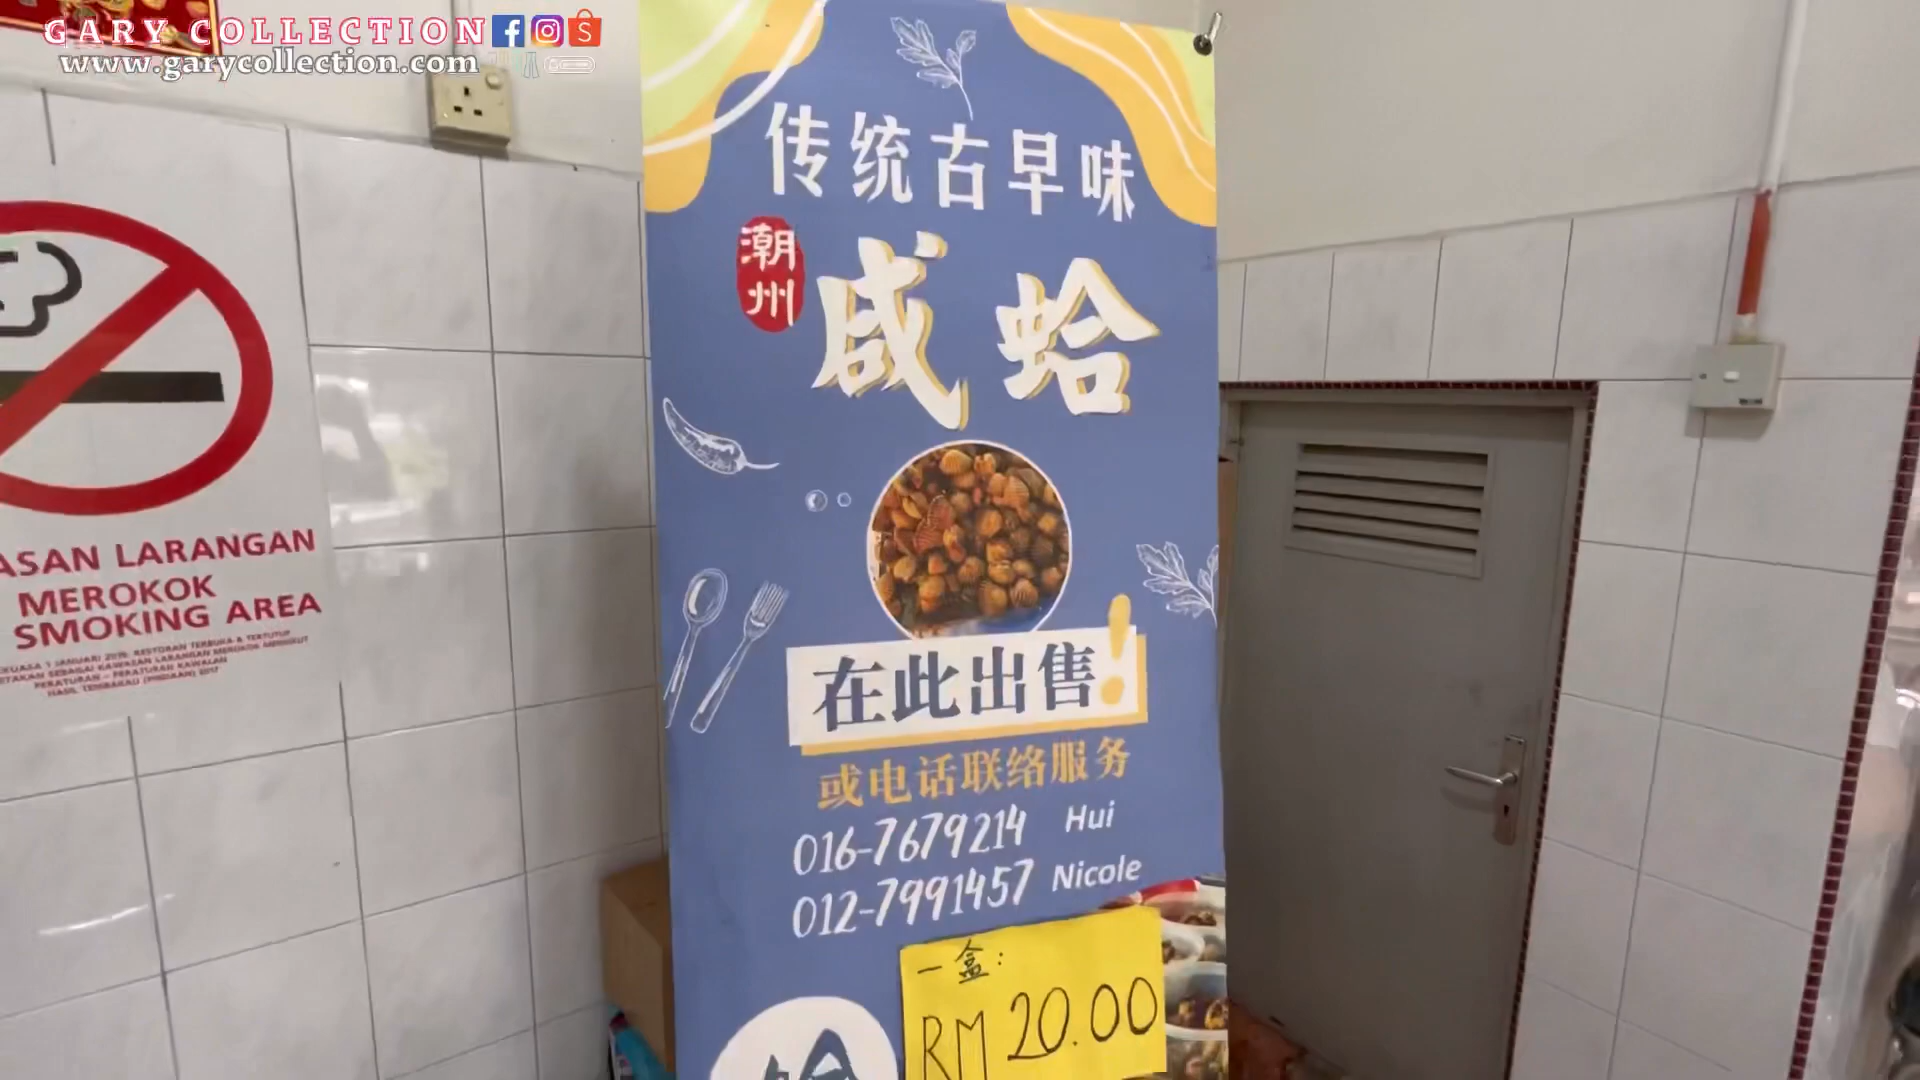 GARY COLLECTION
www.garycollection.com
传统古早味
潮州
咸蛤
在此出售!
或电话联络服务
016-7679214 Hui
012-7991457 Nicole
一盒:
RM 20.00
蛤
ASAN LARANGAN
MEROKOK
SMOKING AREA